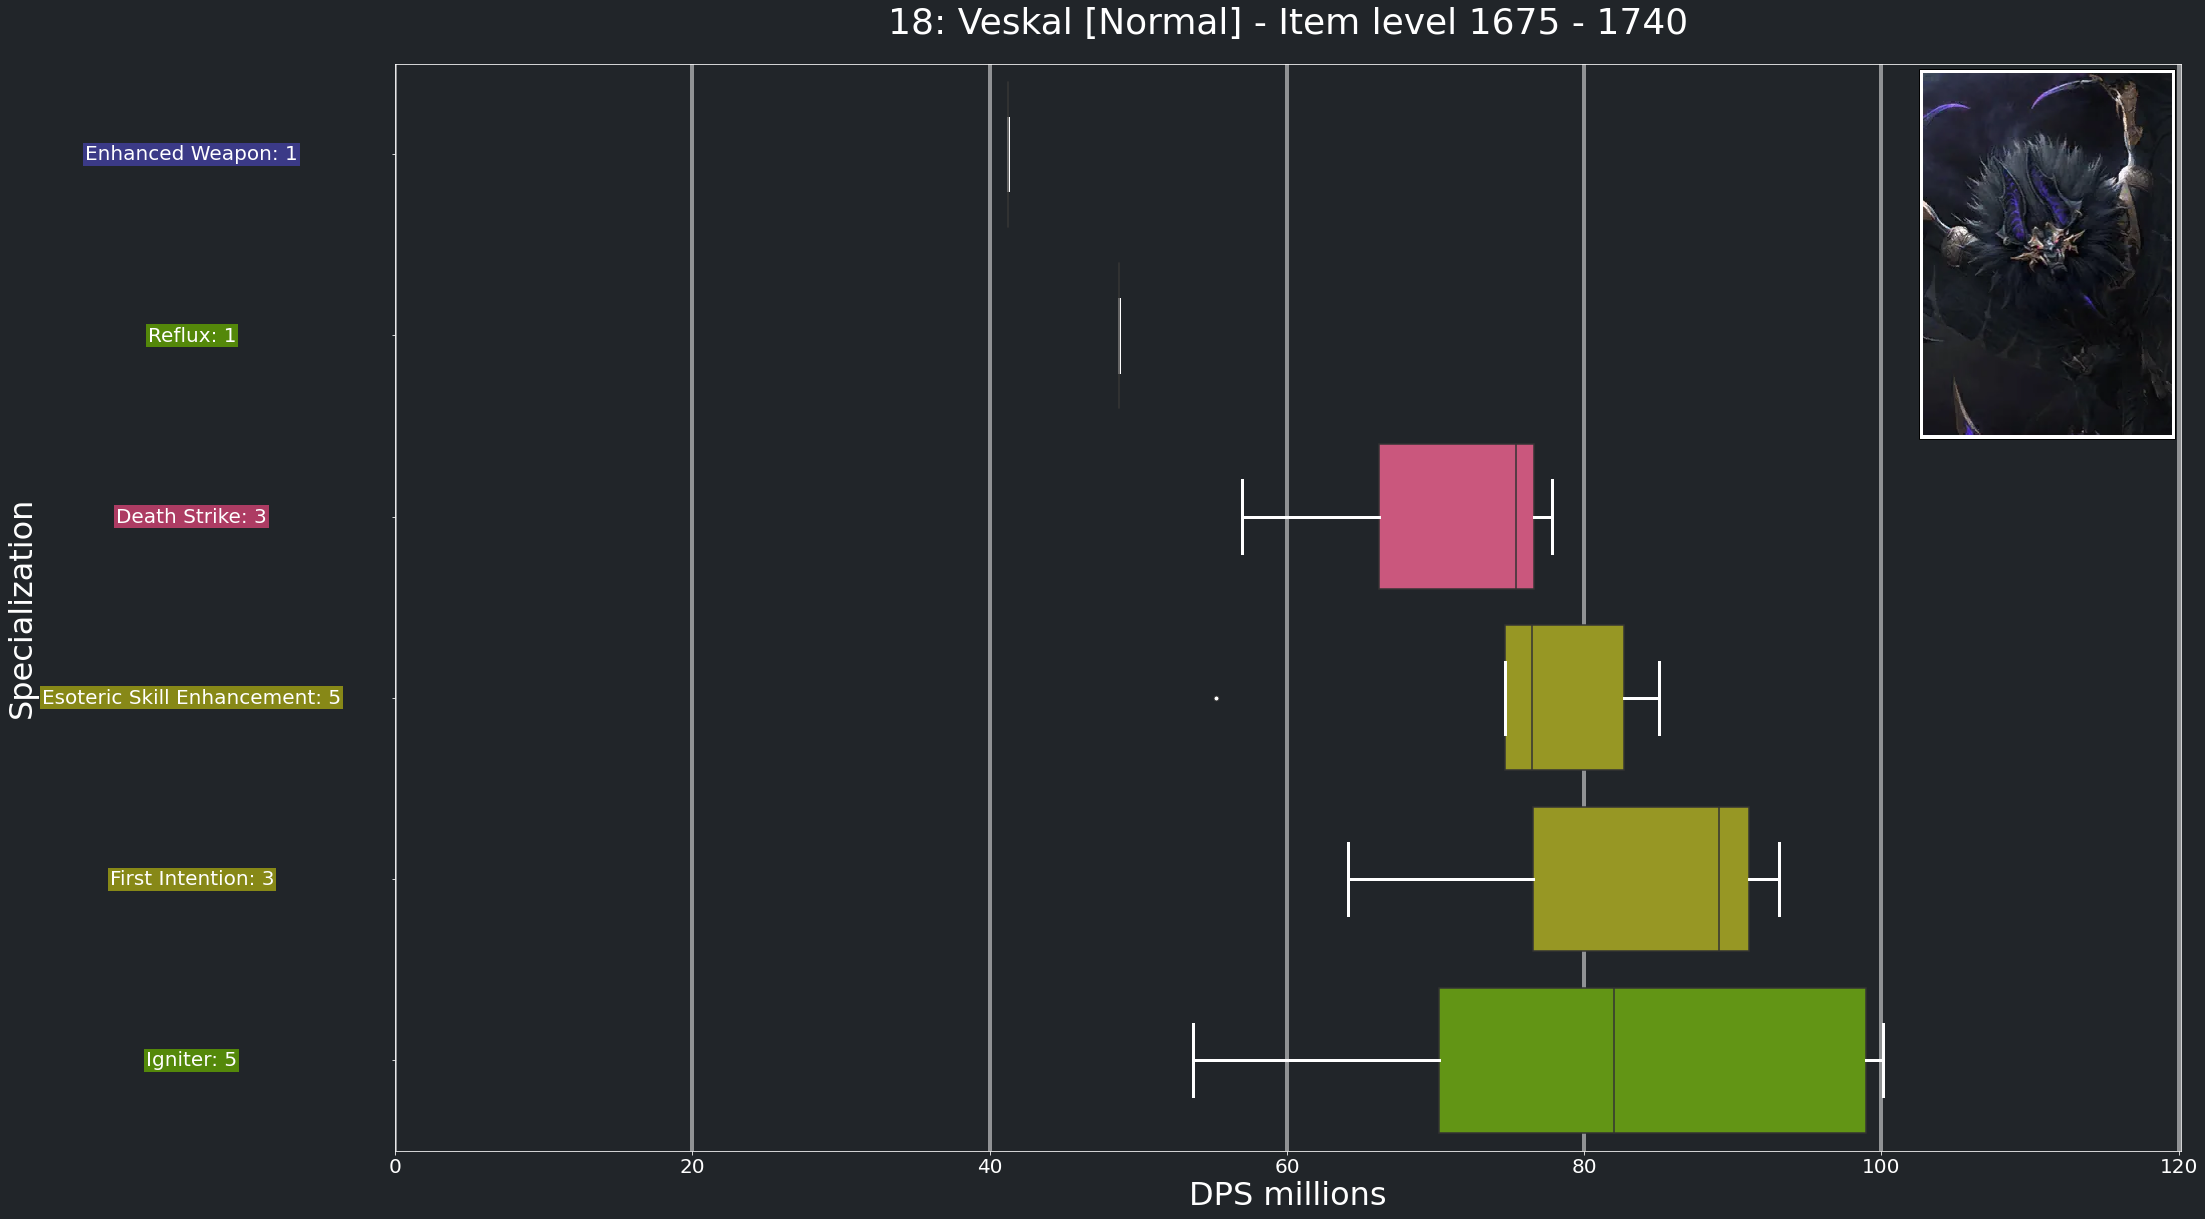 18: Veskal [Normal] - Item level 1675 - 1740
Specialization
Enhanced Weapon: 1
Reflux: 1
Death Strike: 3
Esoteric Skill Enhancement: 5
First Intention: 3
Igniter: 5
0 20 40 60 80 100 120
DPS millions